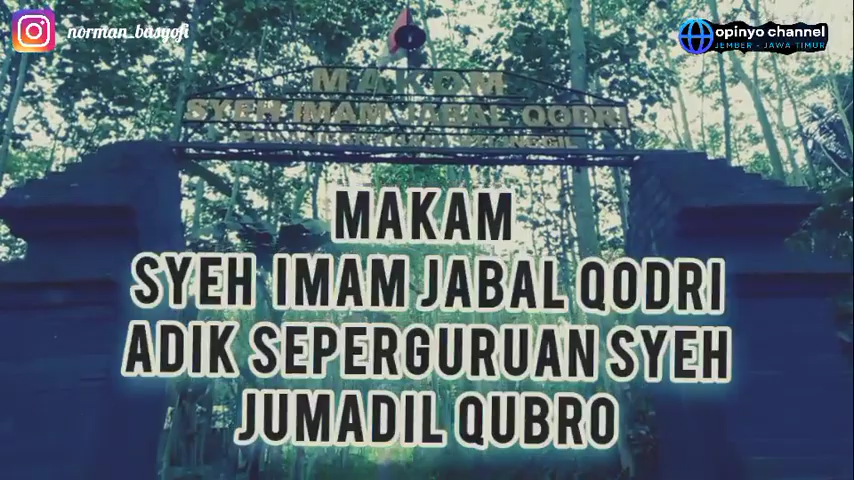 norman_basyofi
opinyo channel
JEMBER - JAWA TIMUR
MAKOM
SYEH IMAM JABAL QODRI
MAKAM
SYEH IMAM JABAL QODRI
ADIK SEPERGURUAN SYEH
JUMADIL QUBRO